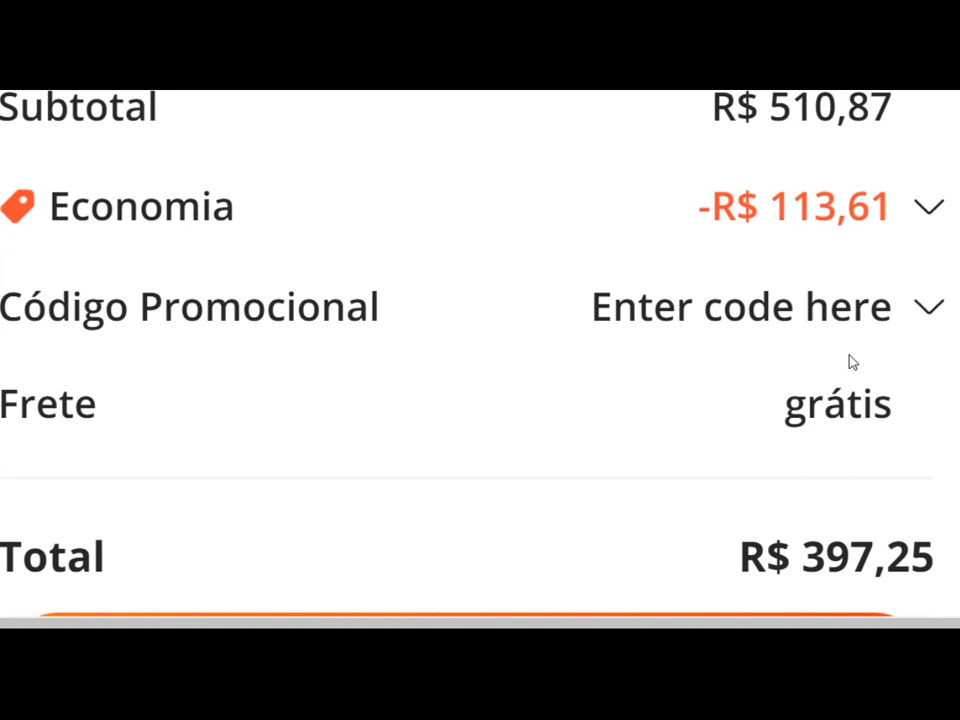 Subtotal R$ 510,87
Economia -R$ 113,61
Código Promocional Enter code here
Frete grátis
Total R$ 397,25